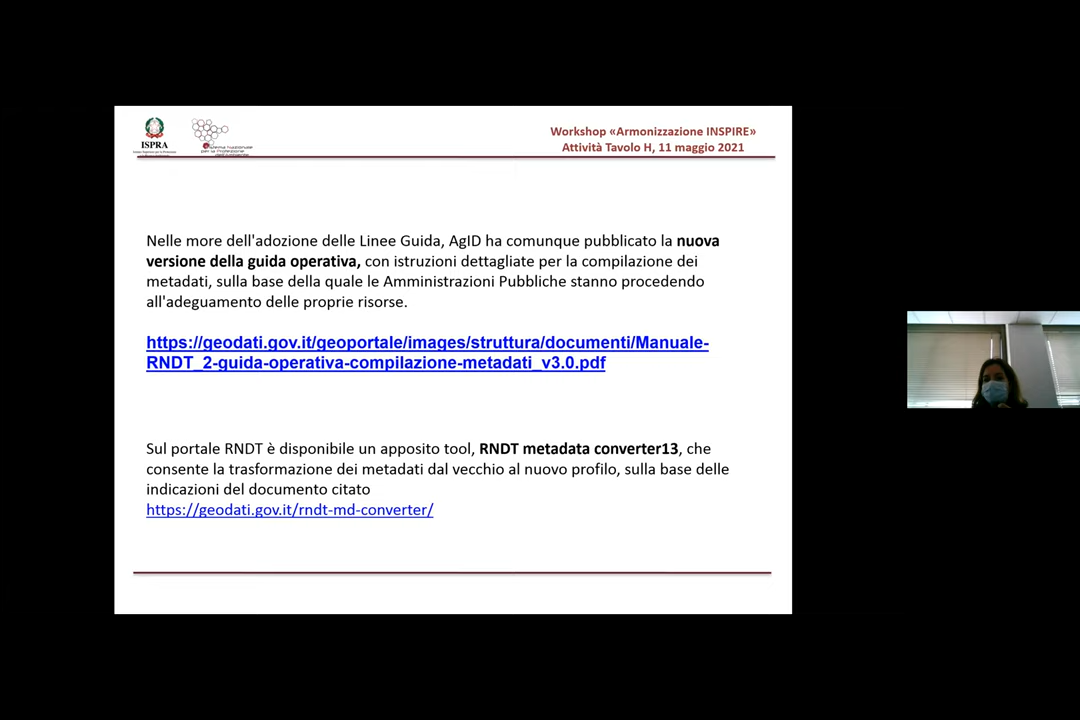 ISPRA
Workshop «Armonizzazione INSPIRE»
Attività Tavolo H, 11 maggio 2021
Nelle more dell'adozione delle Linee Guida, AgID ha comunque pubblicato la nuova
versione della guida operativa, con istruzioni dettagliate per la compilazione dei
metadati, sulla base della quale le Amministrazioni Pubbliche stanno procedendo
all'adeguamento delle proprie risorse.
https://geodati.gov.it/geoportale/images/struttura/documenti/Manuale-
RNDT_2-guida-operativa-compilazione-metadati_v3.0.pdf
Sul portale RNDT è disponibile un apposito tool, RNDT metadata converter13, che
consente la trasformazione dei metadati dal vecchio al nuovo profilo, sulla base delle
indicazioni del documento citato
https://geodati.gov.it/rndt-md-converter/